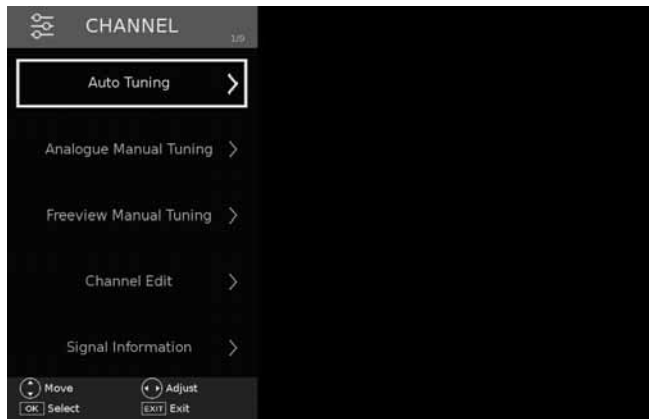 CHANNEL
1/9
Auto Tuning
Analogue Manual Tuning
Freeview Manual Tuning
Channel Edit
Signal Information
Move Adjust
OK Select EXIT Exit